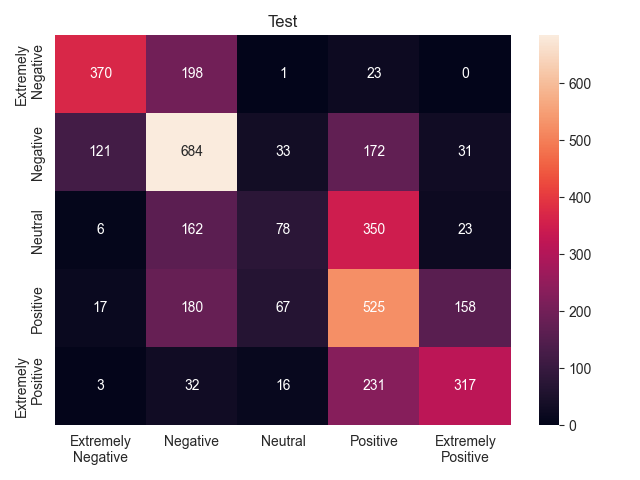 Test
Extremely
Negative
370 198 1 23 0
Negative
121 684 33 172 31
Neutral
6 162 78 350 23
Positive
17 180 67 525 158
Extremely
Positive
3 32 16 231 317
Extremely
Negative
Negative
Neutral
Positive
Extremely
Positive
600
500
400
300
200
100
0